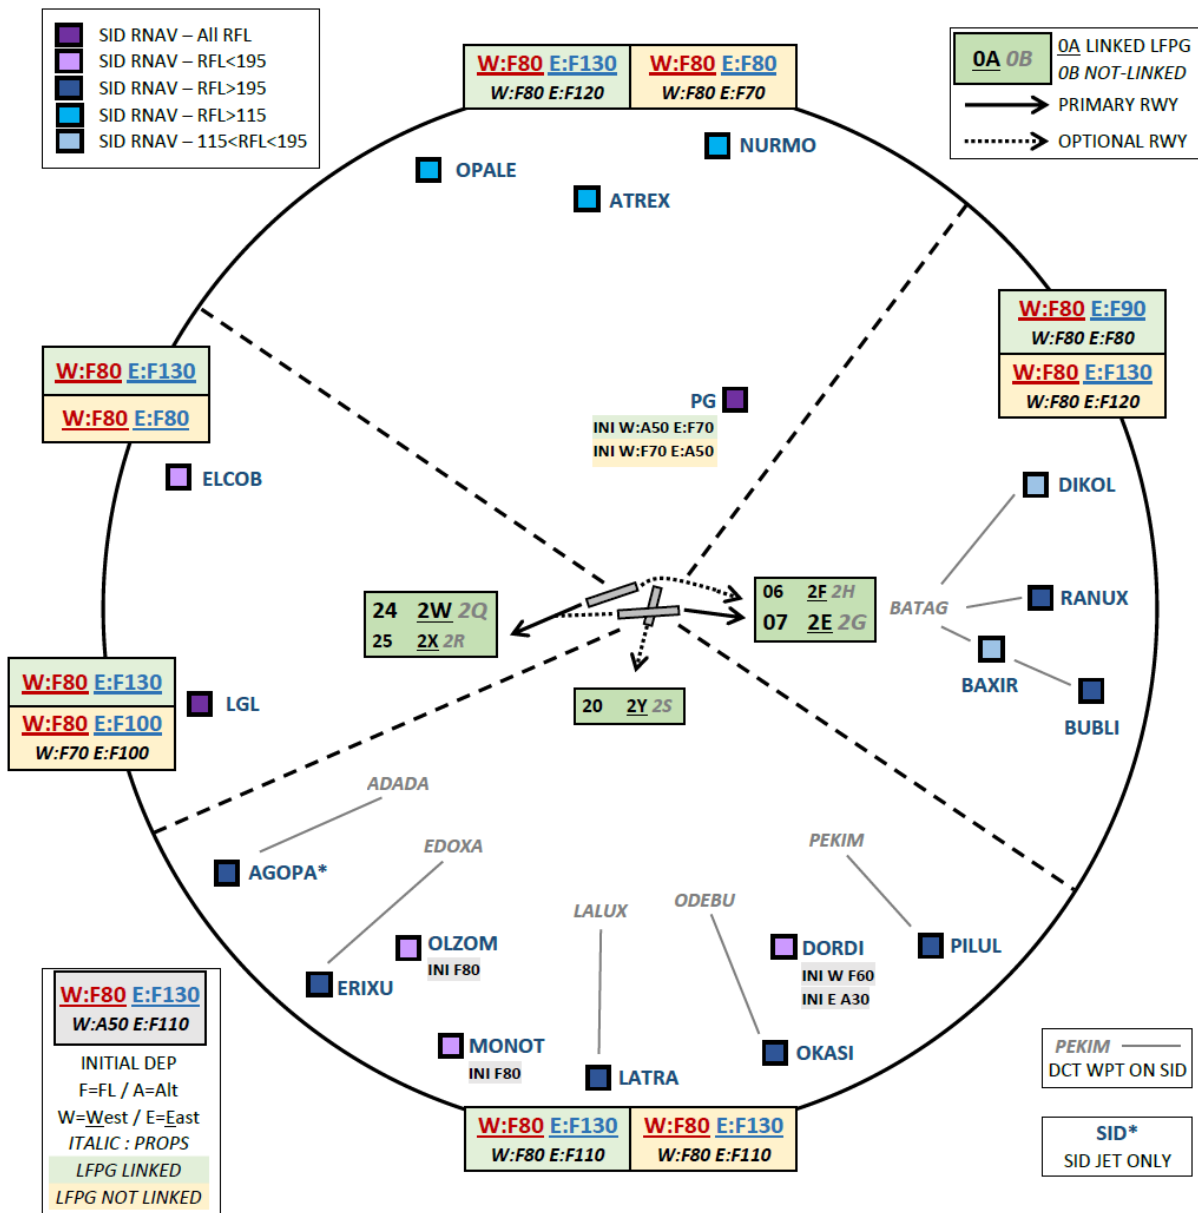 SID RNAV – All RFL
SID RNAV – RFL<195
SID RNAV – RFL>195
SID RNAV – RFL>115
SID RNAV – 115<RFL<195
W:F80 E:F130
W:F80 E:F120
W:F80 E:F80
W:F80 E:F70
0A 0B
0A LINKED LFPG
0B NOT-LINKED
PRIMARY RWY
OPTIONAL RWY
OPALE
ATREX
NURMO
W:F80 E:F90
W:F80 E:F80
W:F80 E:F130
W:F80 E:F120
W:F80 E:F130
W:F80 E:F80
PG
INI W:A50 E:F70
INI W:F70 E:A50
ELCOB
DIKOL
24 2W 2Q
25 2X 2R
06 2F 2H
07 2E 2G
BATAG
RANUX
BAXIR
BUBLI
20 2Y 2S
W:F80 E:F130
W:F80 E:F100
W:F70 E:F100
LGL
ADADA
AGOPA*
EDOXA
ERIXU
OLZOM
INI F80
MONOT
INI F80
LALUX
LATRA
ODEBU
OKASI
DORDI
INI W F60
INI E A30
PEKIM
PILUL
W:F80 E:F130
W:F80 E:F110
W:F80 E:F130
W:F80 E:F110
W:F80 E:F130
W:A50 E:F110
INITIAL DEP
F=FL / A=Alt
W=West / E=East
ITALIC : PROPS
LFPG LINKED
LFPG NOT LINKED
PEKIM
DCT WPT ON SID
SID*
SID JET ONLY